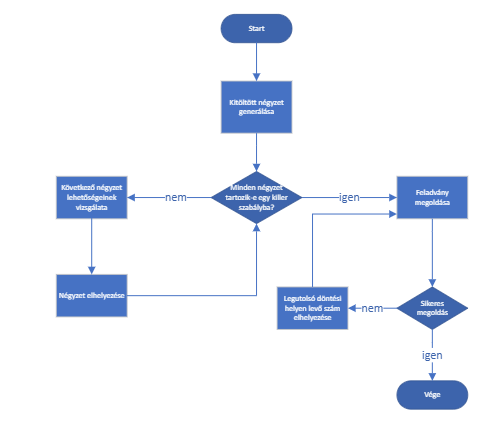 Start
Kitöltött négyzet
generálása
Minden négyzet
tartozik-e egy killer
szabályba?
nem
igen
Következő négyzet
lehetőségeinek
vizsgálata
Feladvány
megoldása
Négyzet elhelyezése
Legutolsó döntési
helyen levő szám
elhelyezése
nem
Sikeres
megoldás
igen
Vége